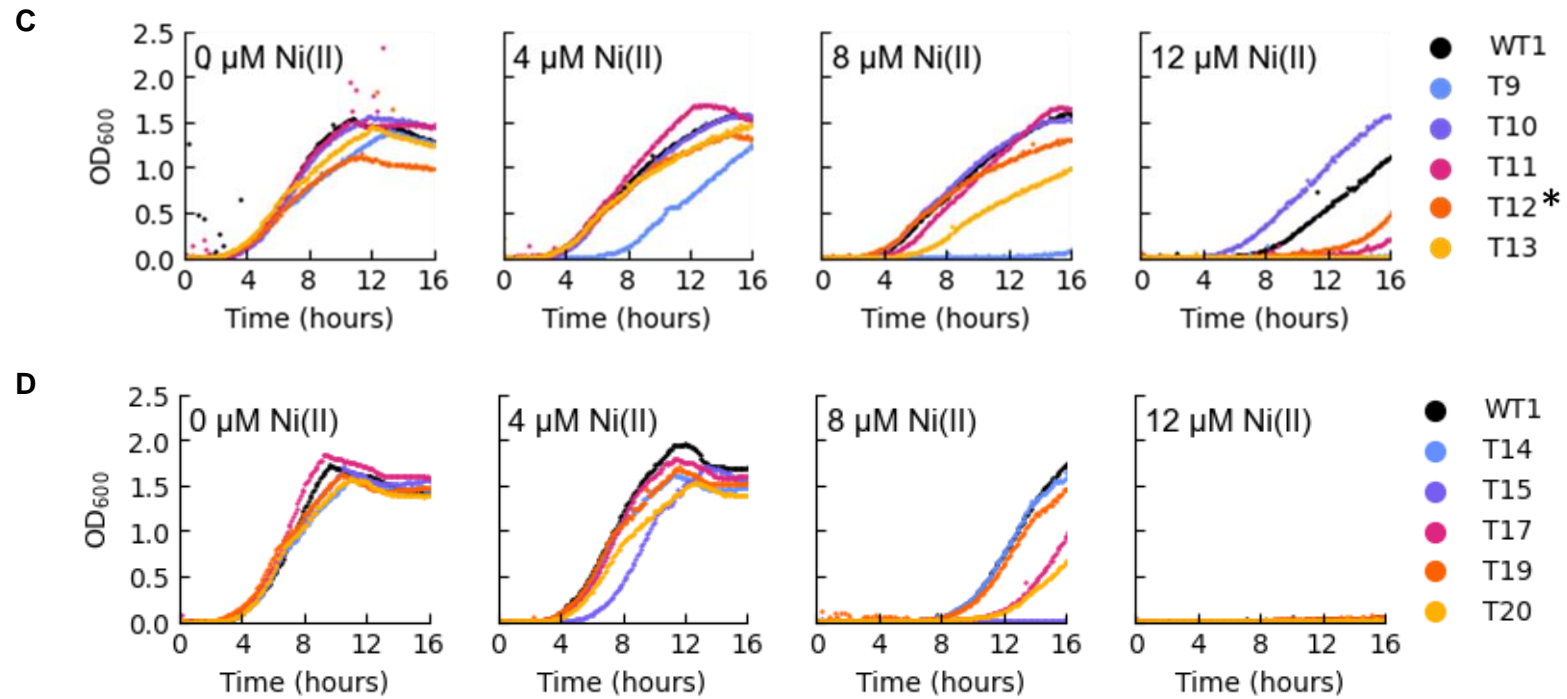 C
0 µM Ni(II) 4 µM Ni(II) 8 µM Ni(II) 12 µM Ni(II)
OD600
2.5
2.0
1.5
1.0
0.5
0.0
0 4 8 12 16 0 4 8 12 16 0 4 8 12 16 0 4 8 12 16
Time (hours) Time (hours) Time (hours) Time (hours)
WT1
T9
T10
T11
T12*
T13
D
0 µM Ni(II) 4 µM Ni(II) 8 µM Ni(II) 12 µM Ni(II)
OD600
2.5
2.0
1.5
1.0
0.5
0.0
0 4 8 12 16 0 4 8 12 16 0 4 8 12 16 0 4 8 12 16
Time (hours) Time (hours) Time (hours) Time (hours)
WT1
T14
T15
T17
T19
T20